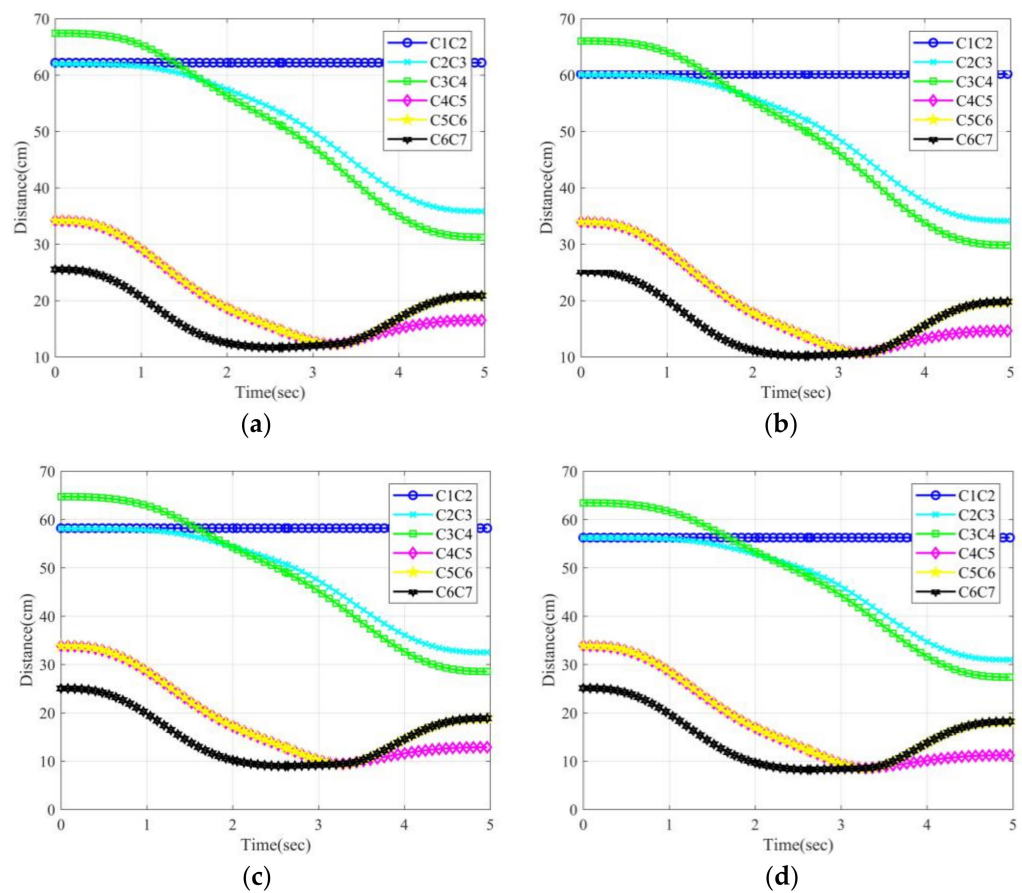 70
60
50
40
30
20
10
Distance(cm)
0 1 2 3 4 5
Time(sec)
C1C2
C2C3
C3C4
C4C5
C5C6
C6C7
(a)
70
60
50
40
30
20
10
Distance(cm)
0 1 2 3 4 5
Time(sec)
C1C2
C2C3
C3C4
C4C5
C5C6
C6C7
(b)
70
60
50
40
30
20
10
0
Distance(cm)
0 1 2 3 4 5
Time(sec)
C1C2
C2C3
C3C4
C4C5
C5C6
C6C7
(c)
70
60
50
40
30
20
10
0
Distance(cm)
0 1 2 3 4 5
Time(sec)
C1C2
C2C3
C3C4
C4C5
C5C6
C6C7
(d)